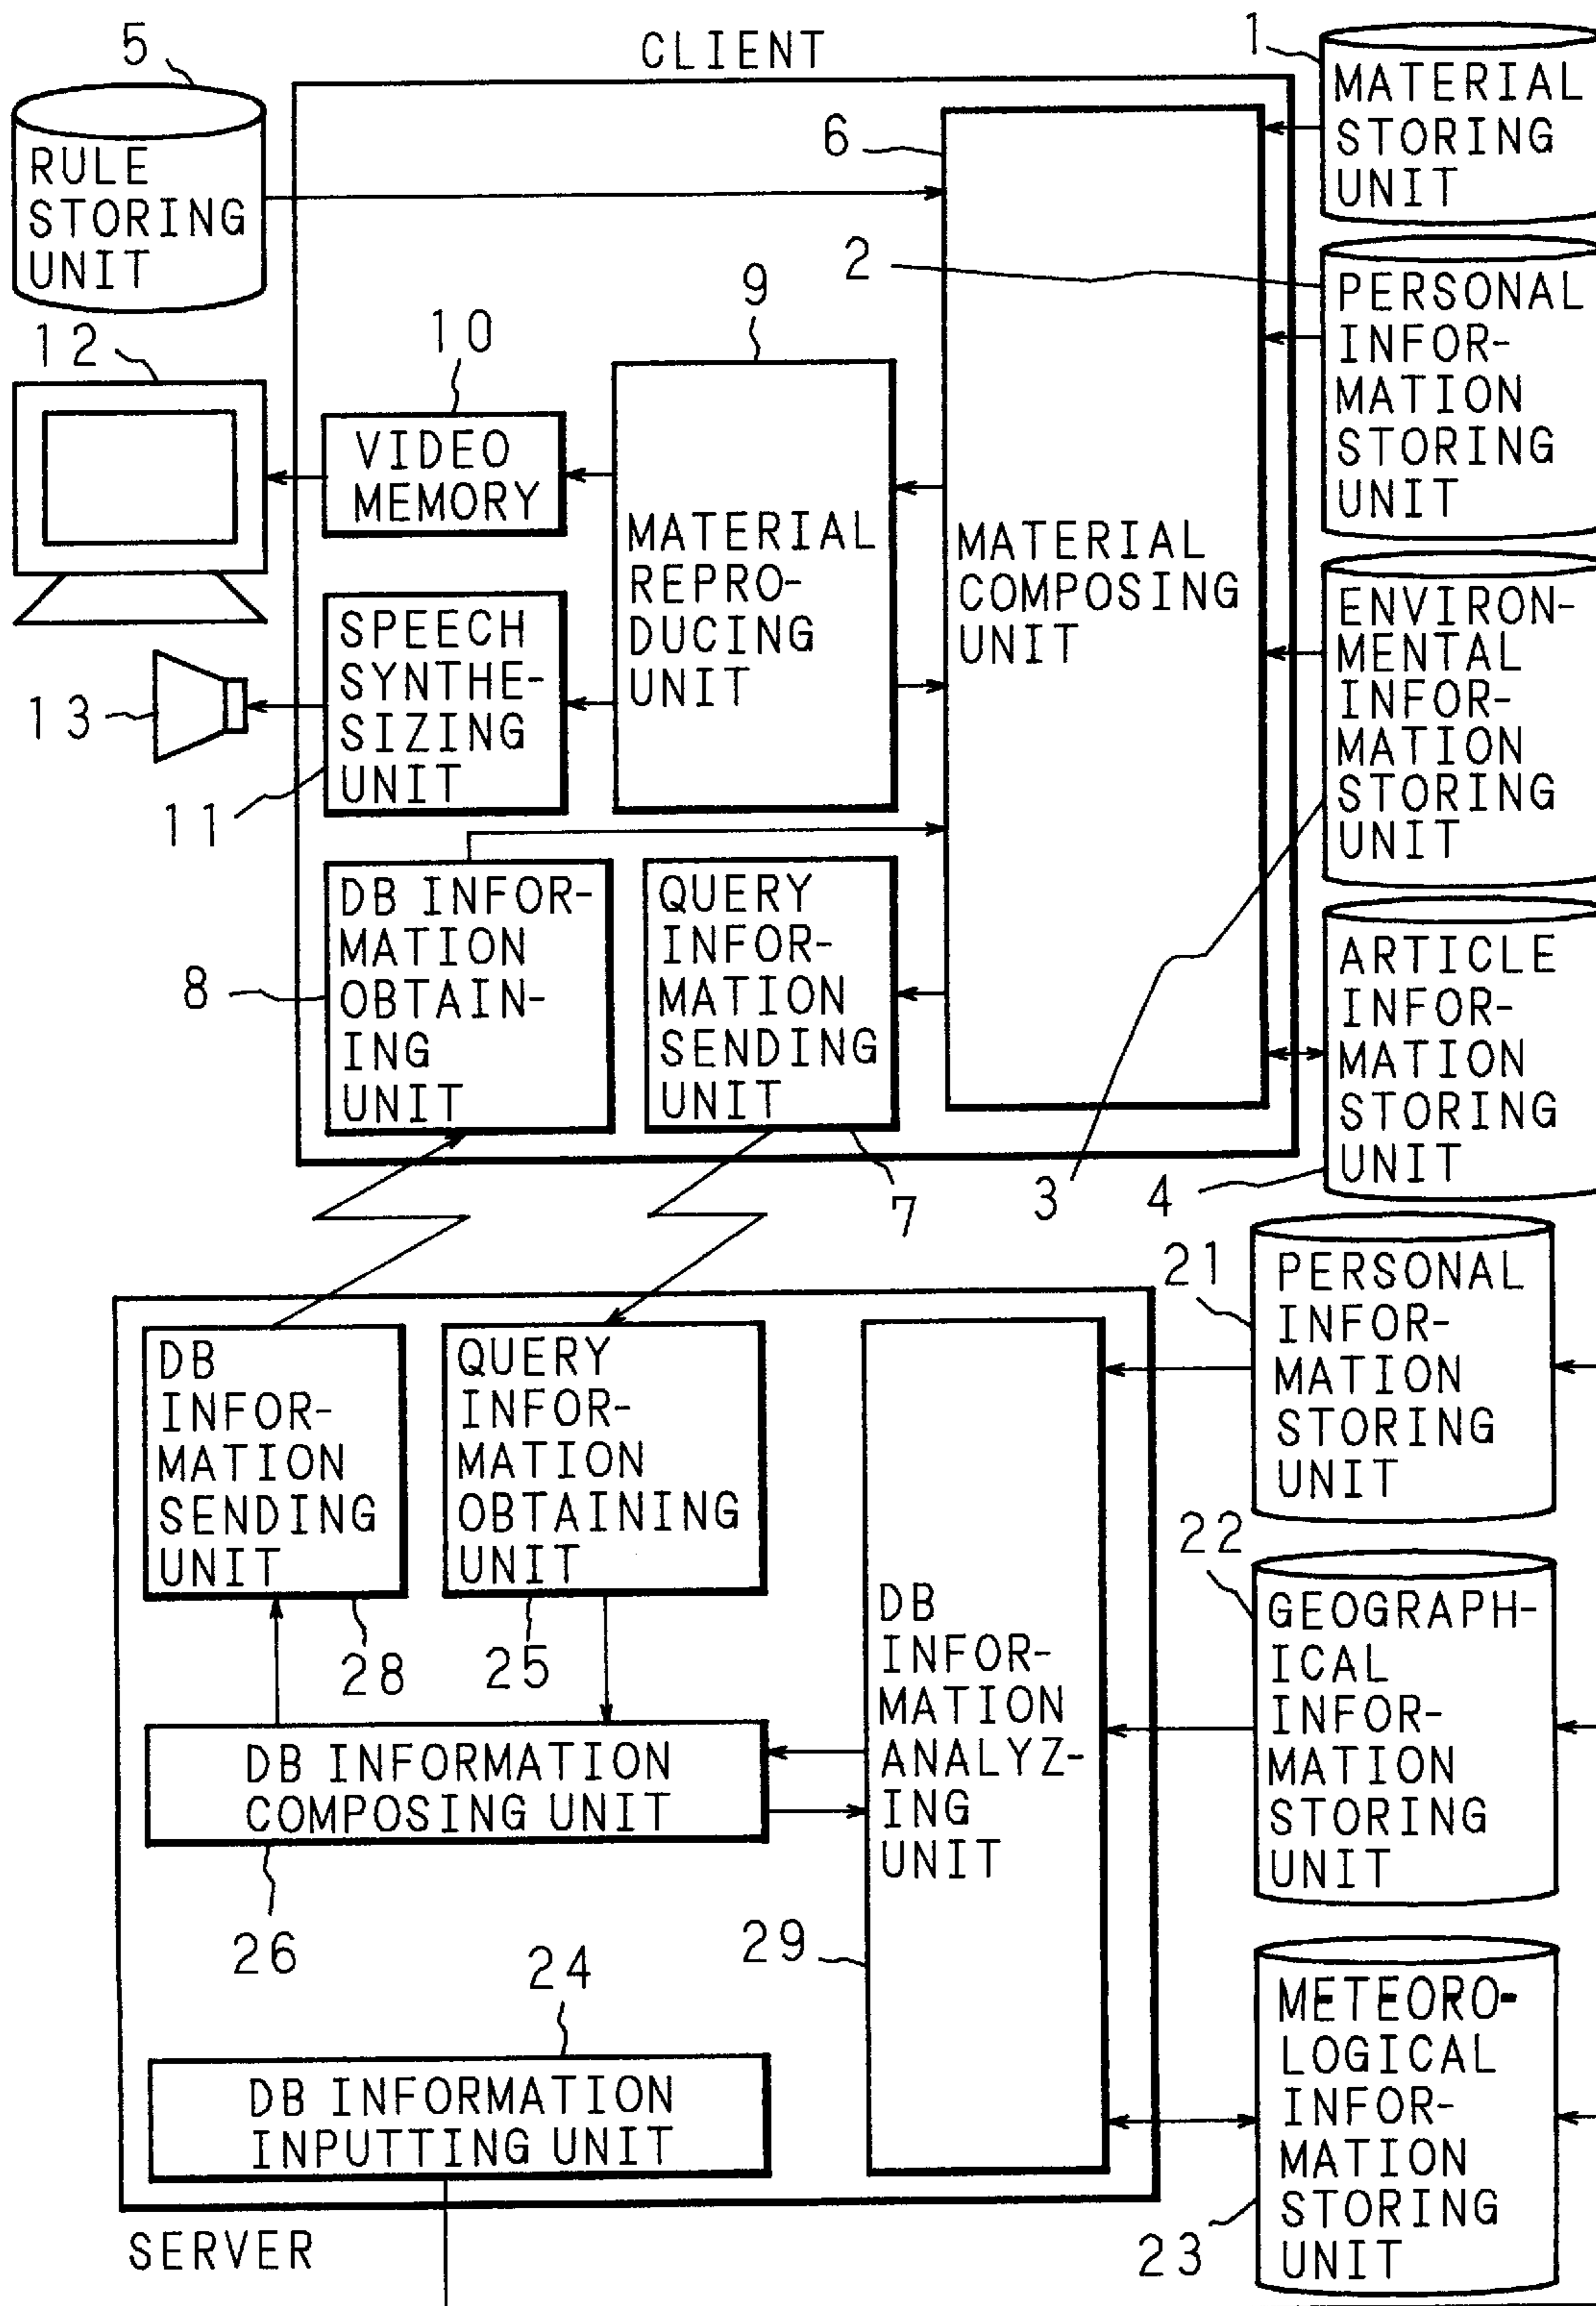 CLIENT
5
RULE
STORING
UNIT
1
MATERIAL
STORING
UNIT
6
2
PERSONAL
INFOR-
MATION
STORING
UNIT
12
10
VIDEO
MEMORY
9
MATERIAL
REPRO-
DUCING
UNIT
MATERIAL
COMPOSING
UNIT
ENVIRON-
MENTAL
INFOR-
MATION
STORING
UNIT
3
13
SPEECH
SYNTHE-
SIZING
UNIT
11
DB INFOR-
MATION
OBTAIN-
ING
UNIT
8
QUERY
INFOR-
MATION
SENDING
UNIT
7
ARTICLE
INFOR-
MATION
STORING
UNIT
4
21
PERSONAL
INFOR-
MATION
STORING
UNIT
DB
INFOR-
MATION
SENDING
UNIT
28
QUERY
INFOR-
MATION
OBTAINING
UNIT
25
DB
INFOR-
MATION
ANALYZ-
ING
UNIT
29
22
GEOGRAPH-
ICAL
INFOR-
MATION
STORING
UNIT
DB INFORMATION
COMPOSING UNIT
26
24
DB INFORMATION
INPUTTING UNIT
METEORO-
LOGICAL
INFOR-
MATION
STORING
UNIT
23
SERVER